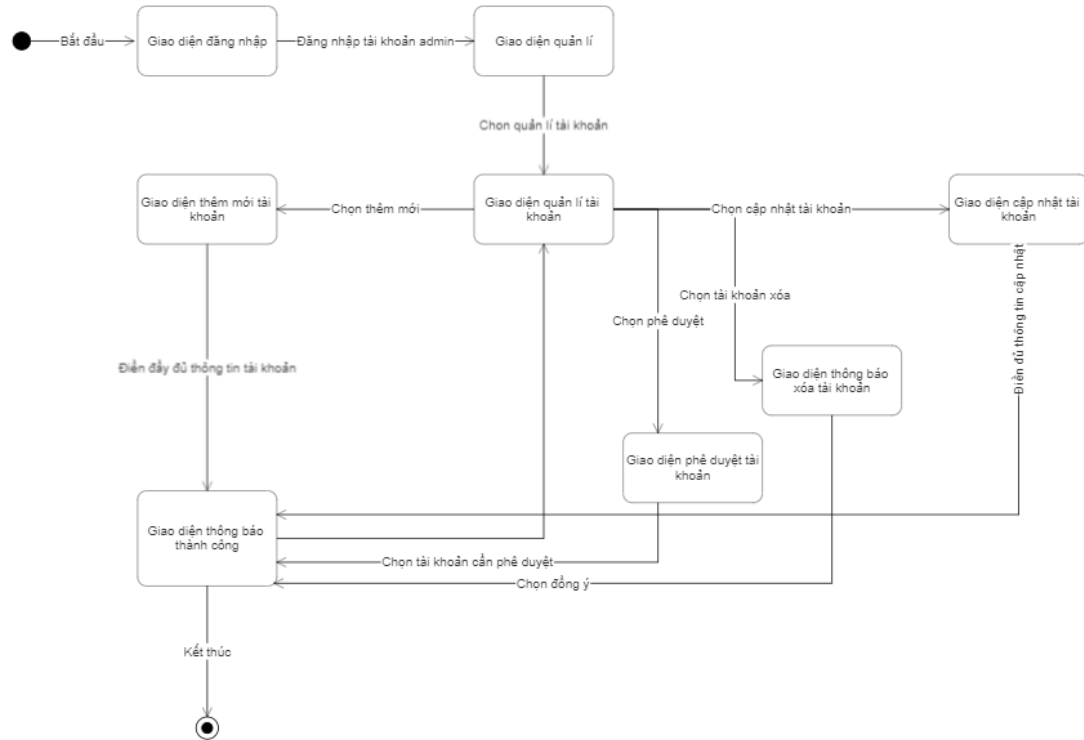 Bắt đầu
Giao diện đăng nhập
Đăng nhập tài khoản admin
Giao diện quản lí
Chon quản lí tài khoản
Giao diện thêm mới tài
khoản
Chọn thêm mới
Giao diện quản lí tài
khoản
Chọn cập nhật tài khoản
Giao diện cập nhật tài
khoản
Chọn tài khoản xóa
Chọn phê duyệt
Điền đủ thông tin cập nhật
Điền đầy đủ thông tin tài khoản
Giao diện thông báo
xóa tài khoản
Giao diện phê duyệt tài
khoản
Giao diện thông báo
thành công
Chọn tài khoản cần phê duyệt
Chọn đồng ý
Kết thúc